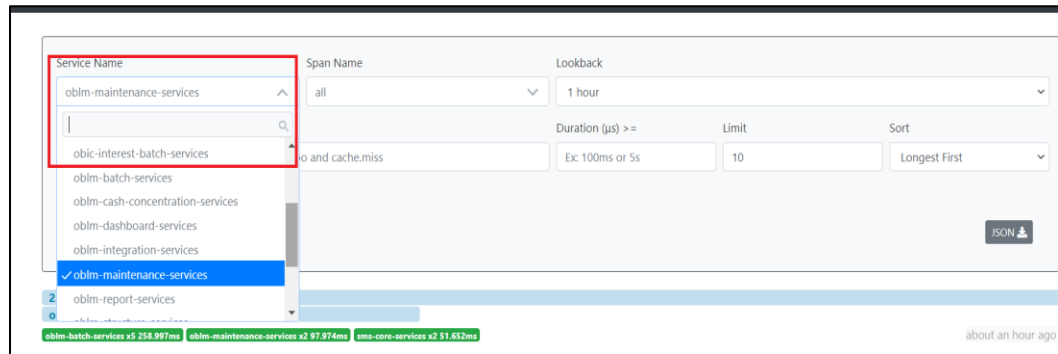 Service Name Span Name Lookback
oblm-maintenance-services all 1 hour
Duration (µs) >= Limit Sort
obic-interest-batch-services oo and cache.miss Ex: 100ms or 5s 10 Longest First
oblm-batch-services
oblm-cash-concentration-services
oblm-dashboard-services
JSON
oblm-integration-services
oblm-maintenance-services
2 oblm-report-services
o
oblm-batch-services x5 258.997ms oblm-maintenance-services x2 97.974ms sms-core-services x2 51.652ms about an hour ago